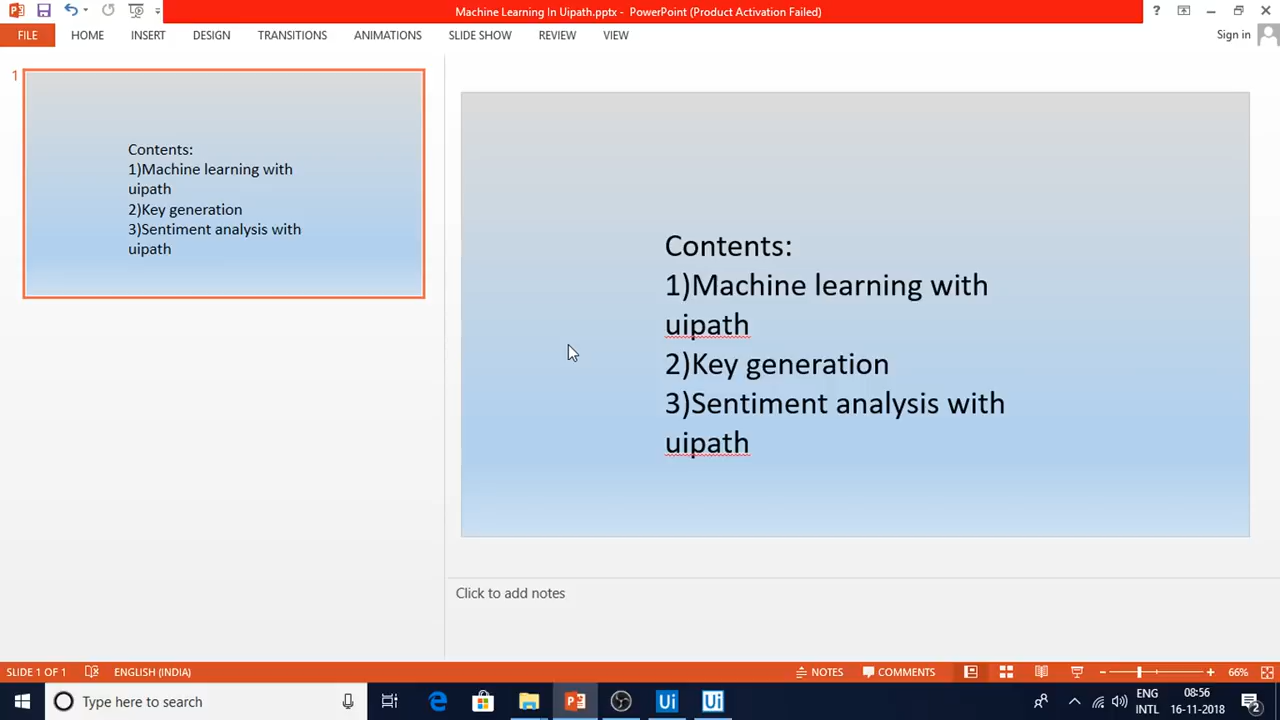 Machine Learning In Uipath.pptx - PowerPoint (Product Activation Failed)
?
FILE HOME INSERT DESIGN TRANSITIONS ANIMATIONS SLIDE SHOW REVIEW VIEW Sign in
1
Contents:
1)Machine learning with
uipath
2)Key generation
3)Sentiment analysis with
uipath
Contents:
1)Machine learning with
uipath
2)Key generation
3)Sentiment analysis with
uipath
Click to add notes
SLIDE 1 OF 1 ENGLISH (INDIA) NOTES COMMENTS 66%
Type here to search
Ui Ui
ENG 08:56
INTL 16-11-2018 2